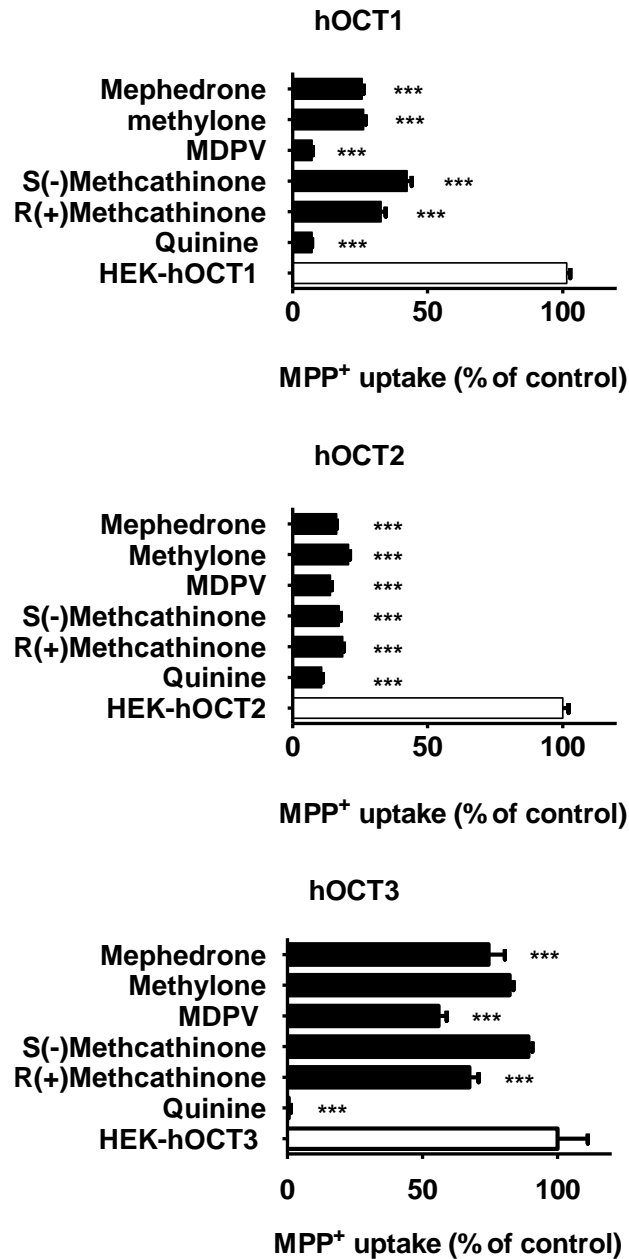 hOCT1
Mephedrone ***
methylone ***
MDPV ***
S(-)Methcathinone ***
R(+)Methcathinone ***
Quinine ***
HEK-hOCT1
0 50 100
MPP⁺ uptake (% of control)
hOCT2
Mephedrone ***
Methylone ***
MDPV ***
S(-)Methcathinone ***
R(+)Methcathinone ***
Quinine ***
HEK-hOCT2
0 50 100
MPP⁺ uptake (% of control)
hOCT3
Mephedrone ***
Methylone
MDPV ***
S(-)Methcathinone
R(+)Methcathinone ***
Quinine ***
HEK-hOCT3
0 50 100
MPP⁺ uptake (% of control)